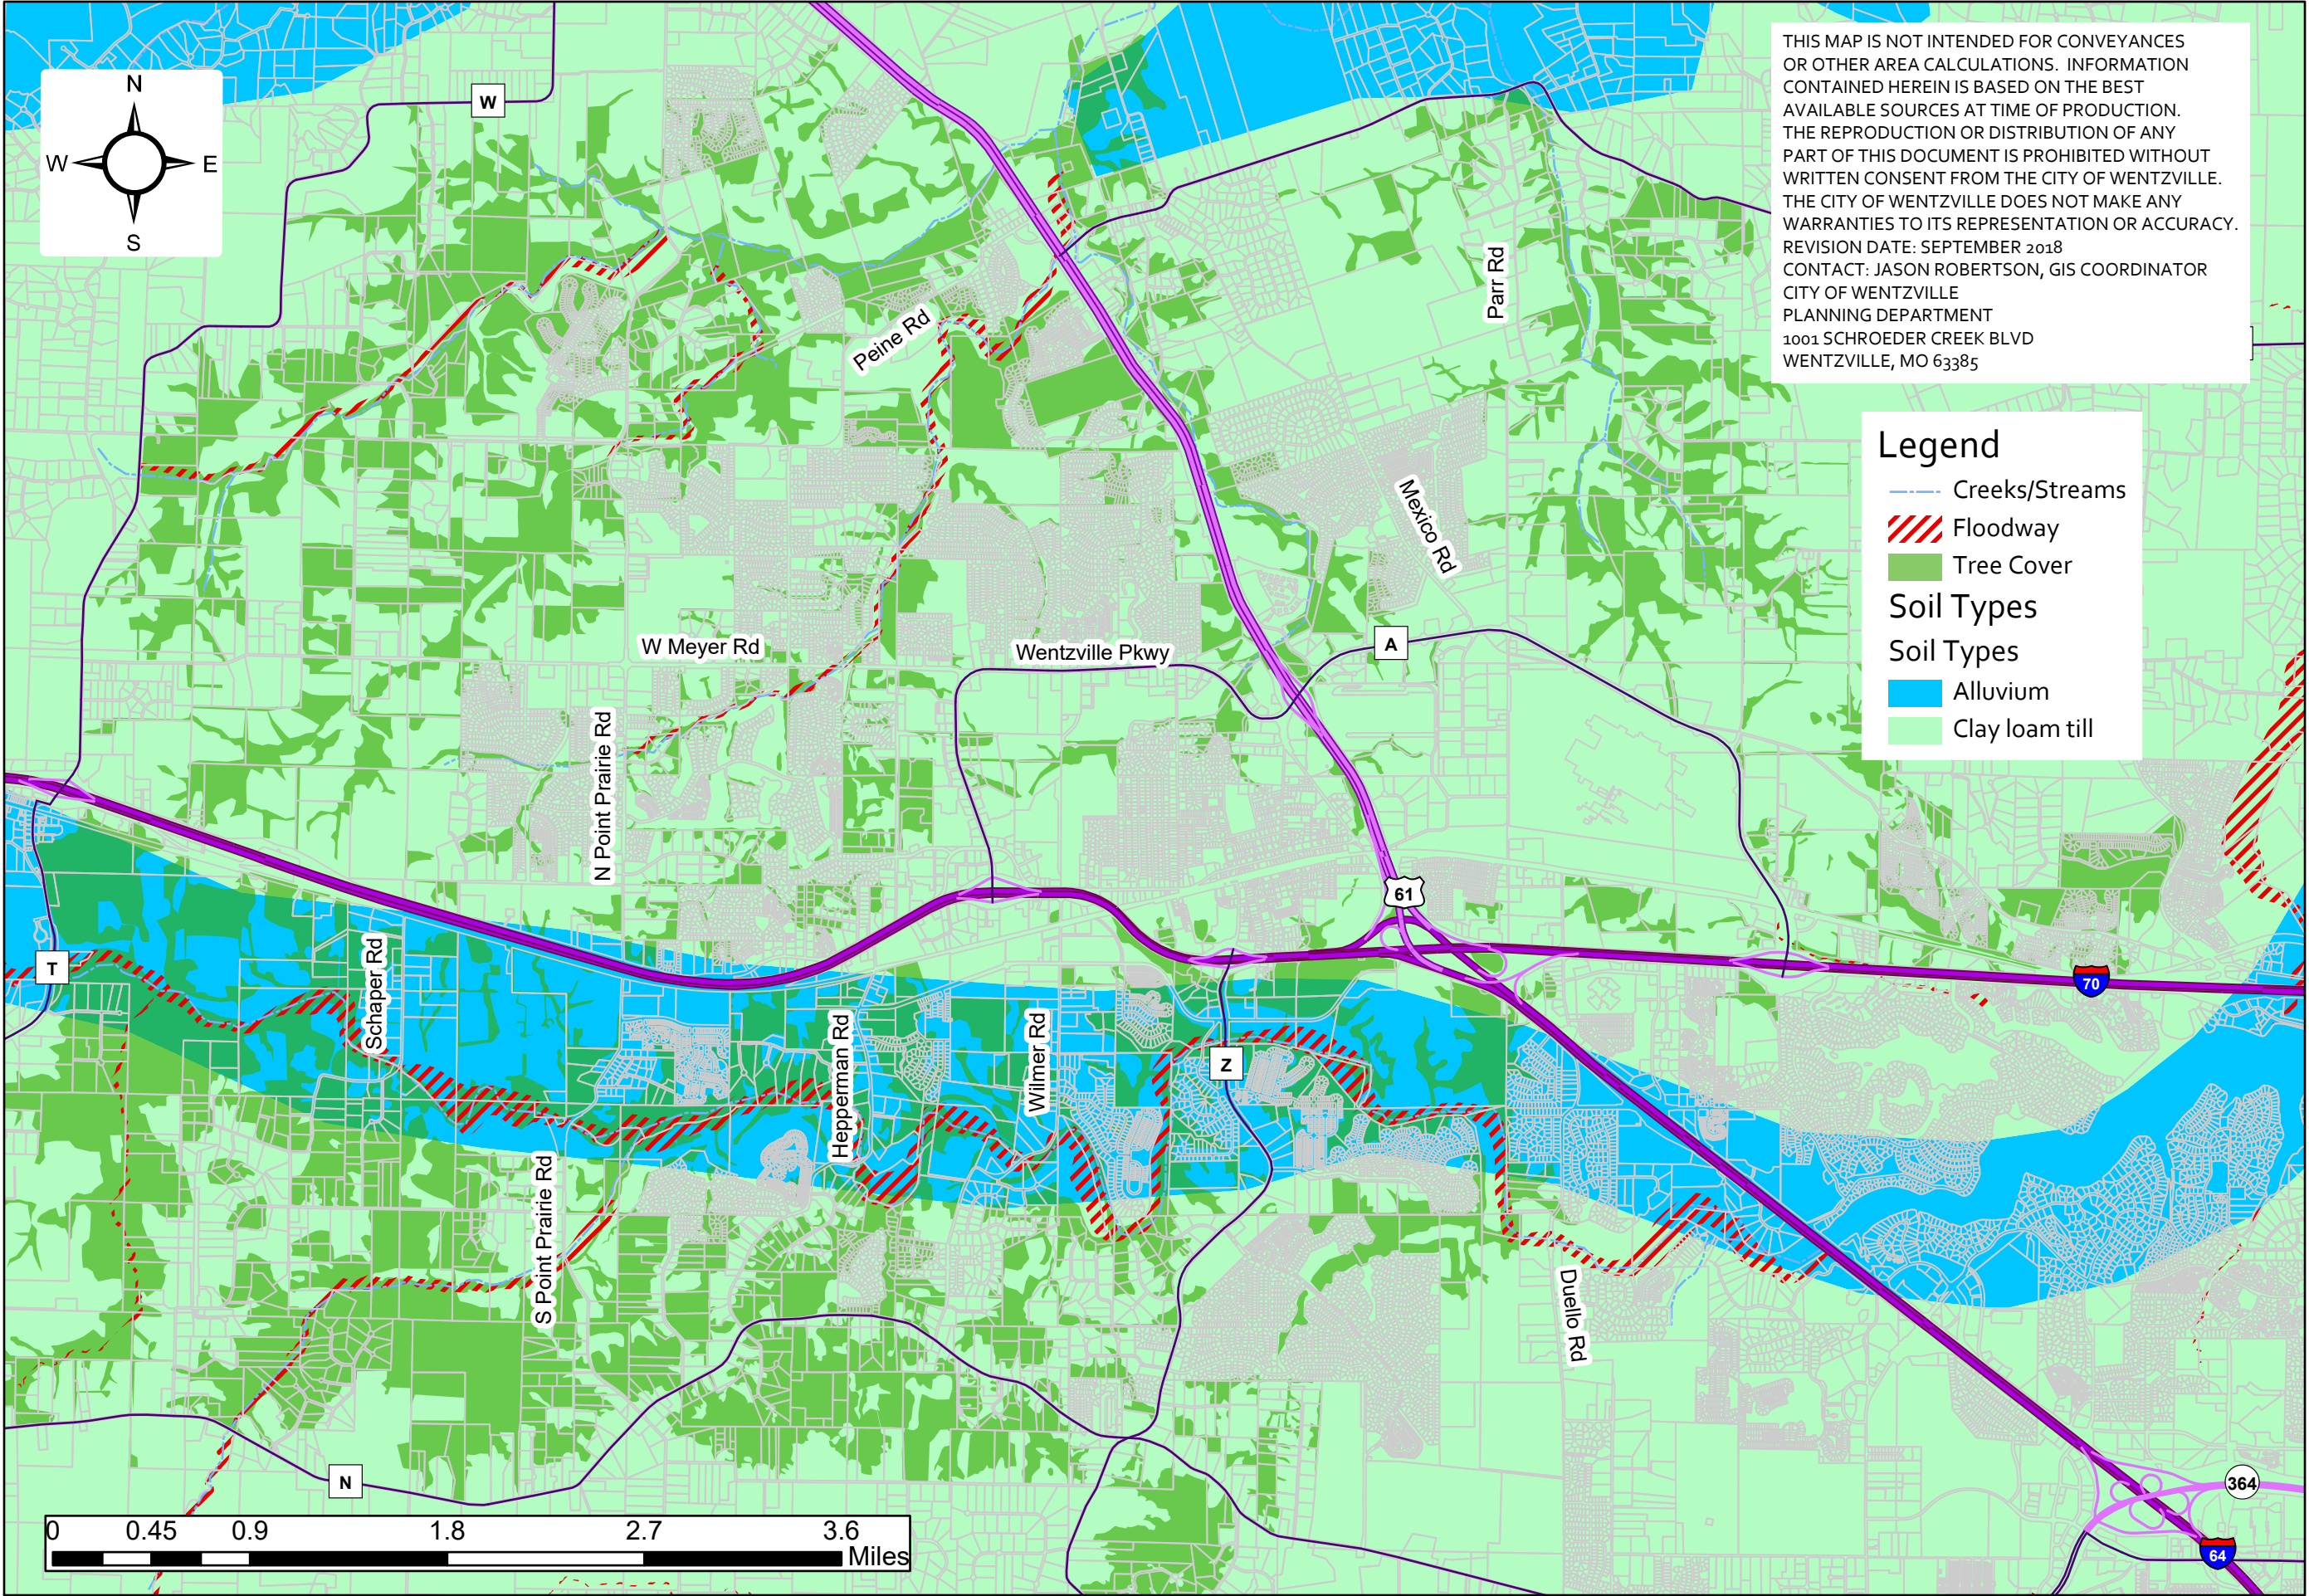 THIS MAP IS NOT INTENDED FOR CONVEYANCES
OR OTHER AREA CALCULATIONS. INFORMATION
CONTAINED HEREIN IS BASED ON THE BEST
AVAILABLE SOURCES AT TIME OF PRODUCTION.
THE REPRODUCTION OR DISTRIBUTION OF ANY
PART OF THIS DOCUMENT IS PROHIBITED WITHOUT
WRITTEN CONSENT FROM THE CITY OF WENTZVILLE.
THE CITY OF WENTZVILLE DOES NOT MAKE ANY
WARRANTIES TO ITS REPRESENTATION OR ACCURACY.
REVISION DATE: SEPTEMBER 2018
CONTACT: JASON ROBERTSON, GIS COORDINATOR
CITY OF WENTZVILLE
PLANNING DEPARTMENT
1001 SCHROEDER CREEK BLVD
WENTZVILLE, MO 63385
N
W
E
S
W
Parr Rd
Peine Rd
Legend
Creeks/Streams
Floodway
Tree Cover
Soil Types
Soil Types
Alluvium
Clay loam till
Mexico Rd
W Meyer Rd
Wentzville Pkwy
A
N Point Prairie Rd
61
T
Schaper Rd
70
Hepperman Rd
Wilmer Rd
Z
S Point Prairie Rd
Duello Rd
N
364
64
0 0.45 0.9 1.8 2.7 3.6
Miles